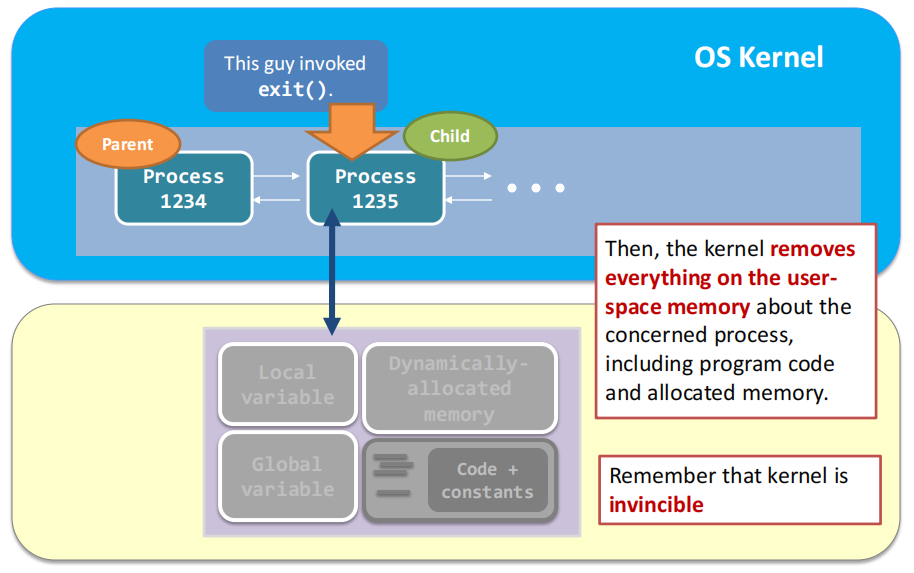 OS Kernel
This guy invoked
exit().
Parent
Child
Process
1234
Process
1235
Then, the kernel removes
everything on the user-
space memory about the
concerned process,
including program code
and allocated memory.
Local
variable
Dynamically-
allocated
memory
Global
variable
Code +
constants
Remember that kernel is
invincible